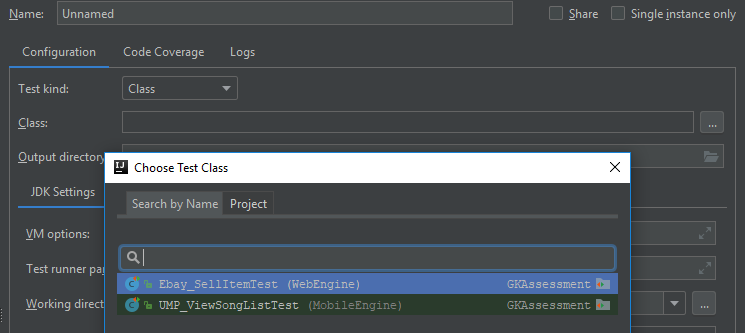 Name: Unnamed Share Single instance only
Configuration Code Coverage Logs
Test kind: Class
Class: ...
Output directory
IJ Choose Test Class
JDK Settings
Search by Name Project
VM options:
Test runner pa
Ebay_SellItemTest (WebEngine) GKAssessment
Working direct
UMP_ViewSongListTest (MobileEngine) GKAssessment
...